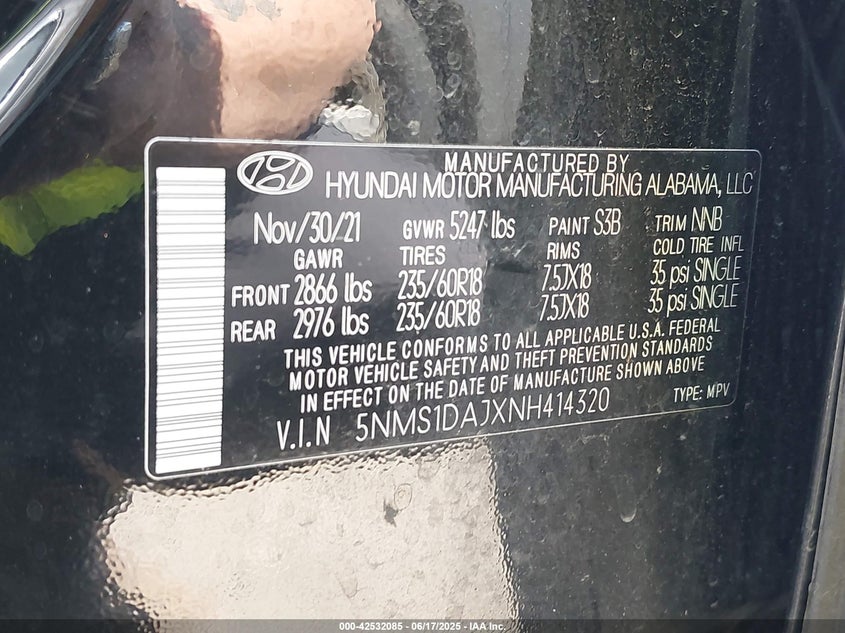 MANUFACTURED BY
HYUNDAI MOTOR MANUFACTURING ALABAMA, LLC
Nov/30/21 GVWR 5247 lbs PAINT S3B TRIM NNB
GAWR TIRES RIMS COLD TIRE INFL
FRONT 2866 lbs 235/60R18 7.5JX18 35 psi SINGLE
REAR 2976 lbs 235/60R18 7.5JX18 35 psi SINGLE
THIS VEHICLE CONFORMS TO ALL APPLICABLE U.S.A. FEDERAL
MOTOR VEHICLE SAFETY AND THEFT PREVENTION STANDARDS
IN EFFECT ON THE DATE OF MANUFACTURE SHOWN ABOVE
V.I.N 5NMS1DAJXNH414320 TYPE: MPV
000-42532085 - 06/17/2025 - IAA Inc.